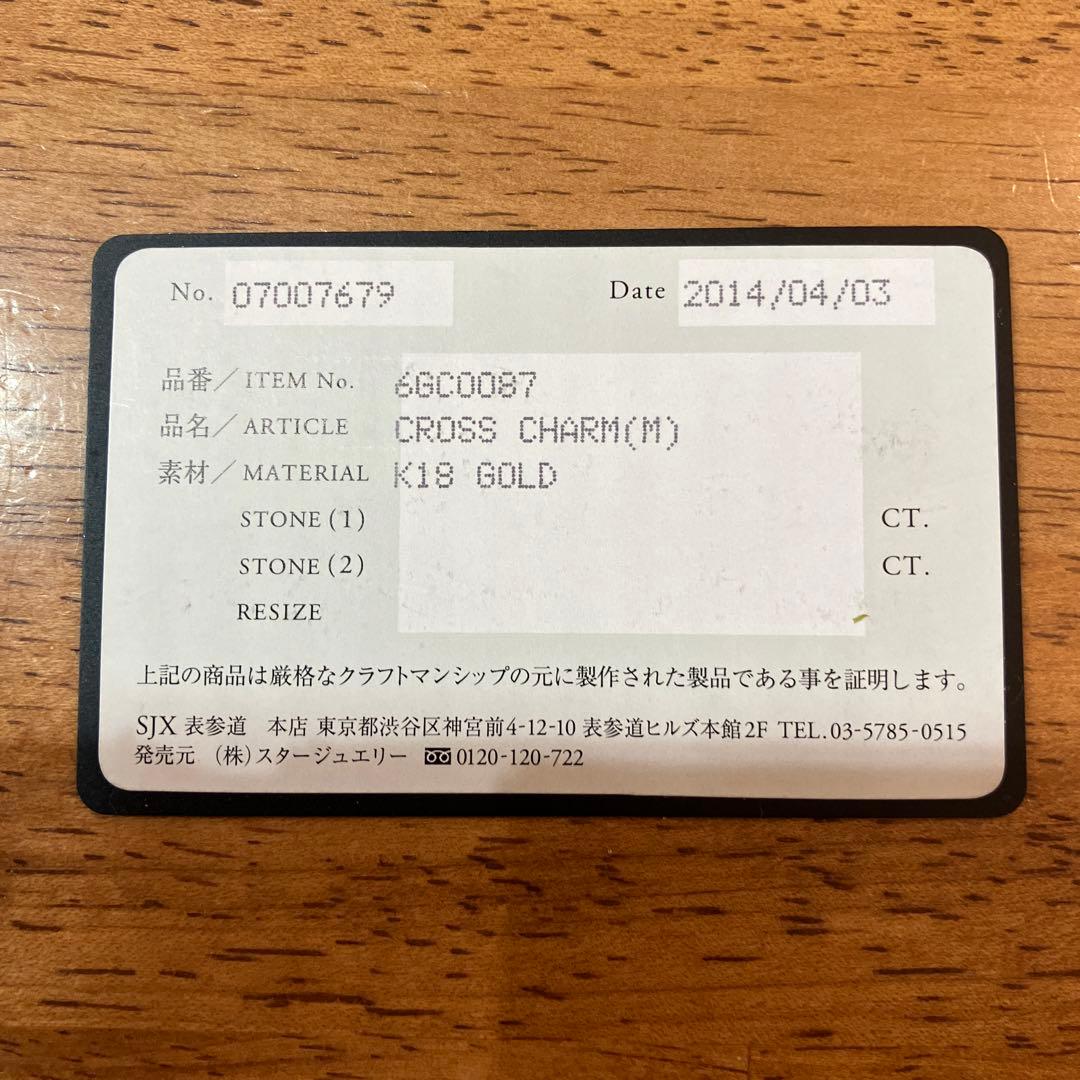 No. 07007679 Date 2014/04/03
品番／ITEM No. 6GC0087
品名／ARTICLE CROSS CHARM(M)
素材／MATERIAL K18 GOLD
STONE (1) CT.
STONE (2) CT.
RESIZE
上記の商品は厳格なクラフトマンシップの元に製作された製品である事を証明します。
SJX 表参道　本店 東京都渋谷区神宮前4-12-10 表参道ヒルズ本館2F TEL.03-5785-0515
発売元 （株）スタージュエリー 0120-120-722